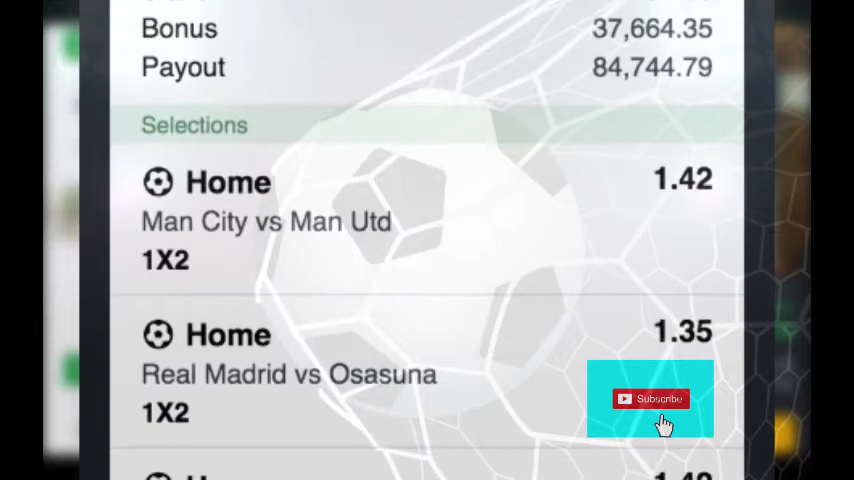 Bonus 37,664.35
Payout 84,744.79
Selections
Home 1.42
Man City vs Man Utd
1X2
Home 1.35
Real Madrid vs Osasuna
1X2
Subscribe